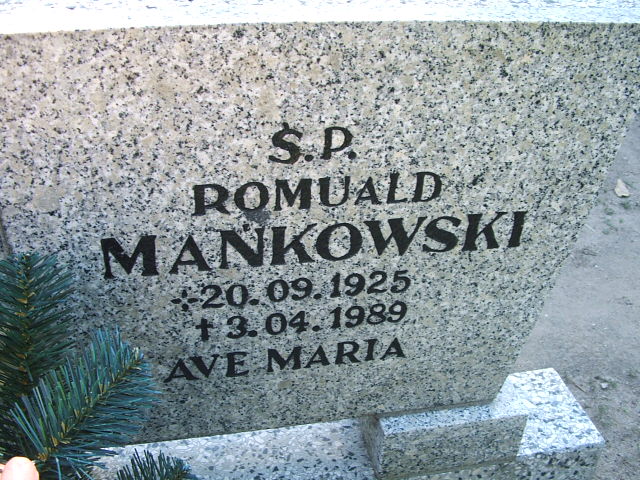 Ś.P.
ROMUALD
MAŃKOWSKI
✢20.09.1925
†3.04.1989
AVE MARIA